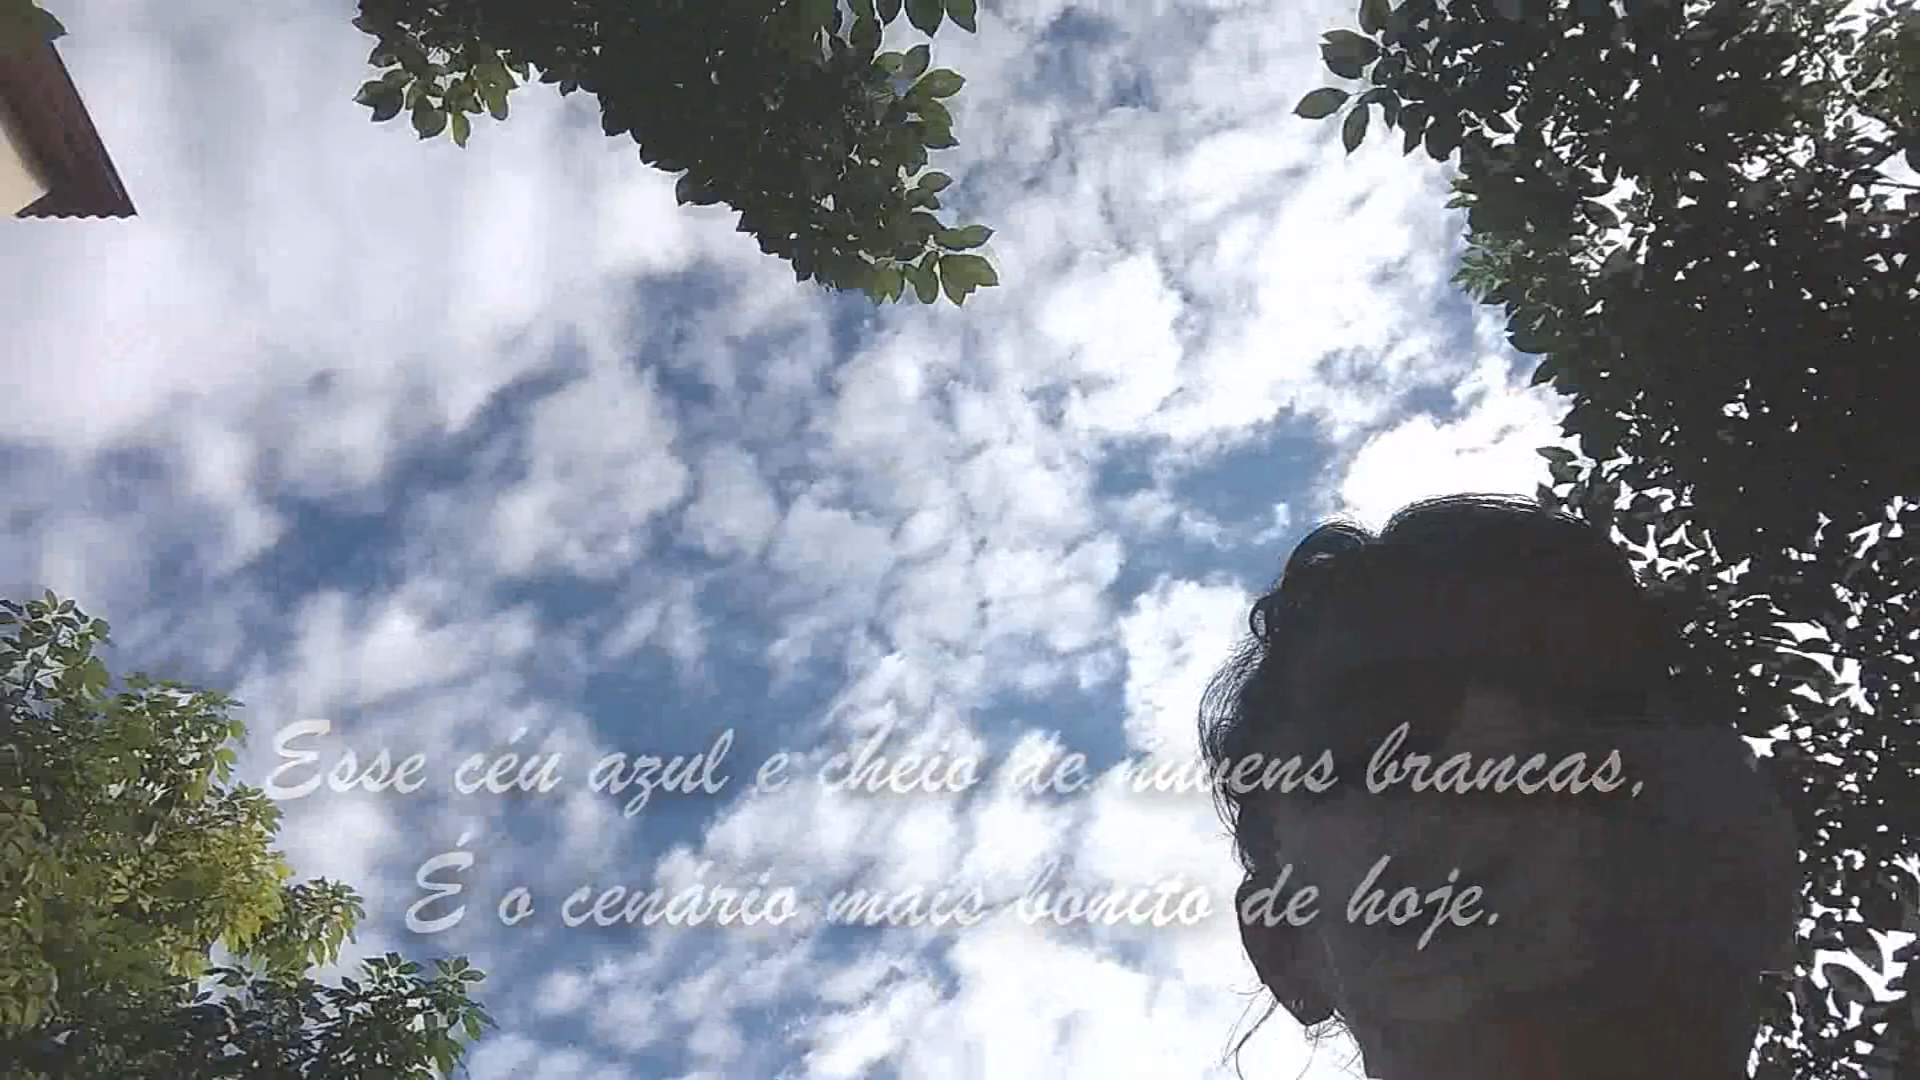 Esse céu azul e cheio de nuvens brancas,
É o cenário mais bonito de hoje.